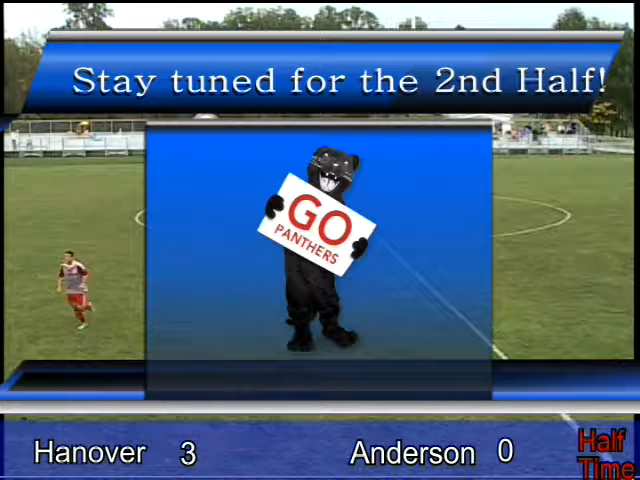 Stay tuned for the 2nd Half!
GO
PANTHERS
Hanover 3 Anderson 0 Half
Time